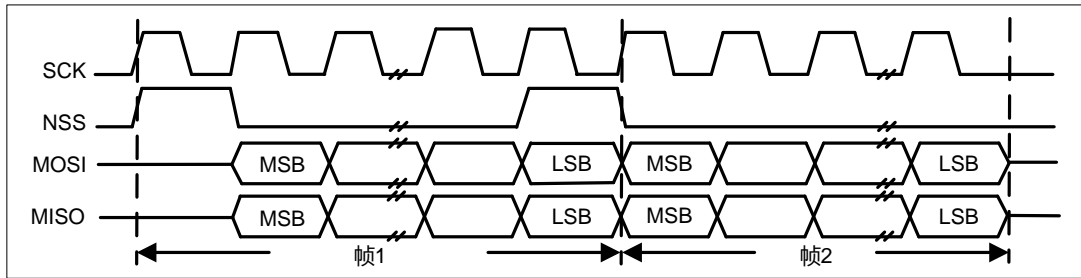 SCK
NSS
MOSI MSB LSB MSB LSB
MISO MSB LSB MSB LSB
帧1 帧2